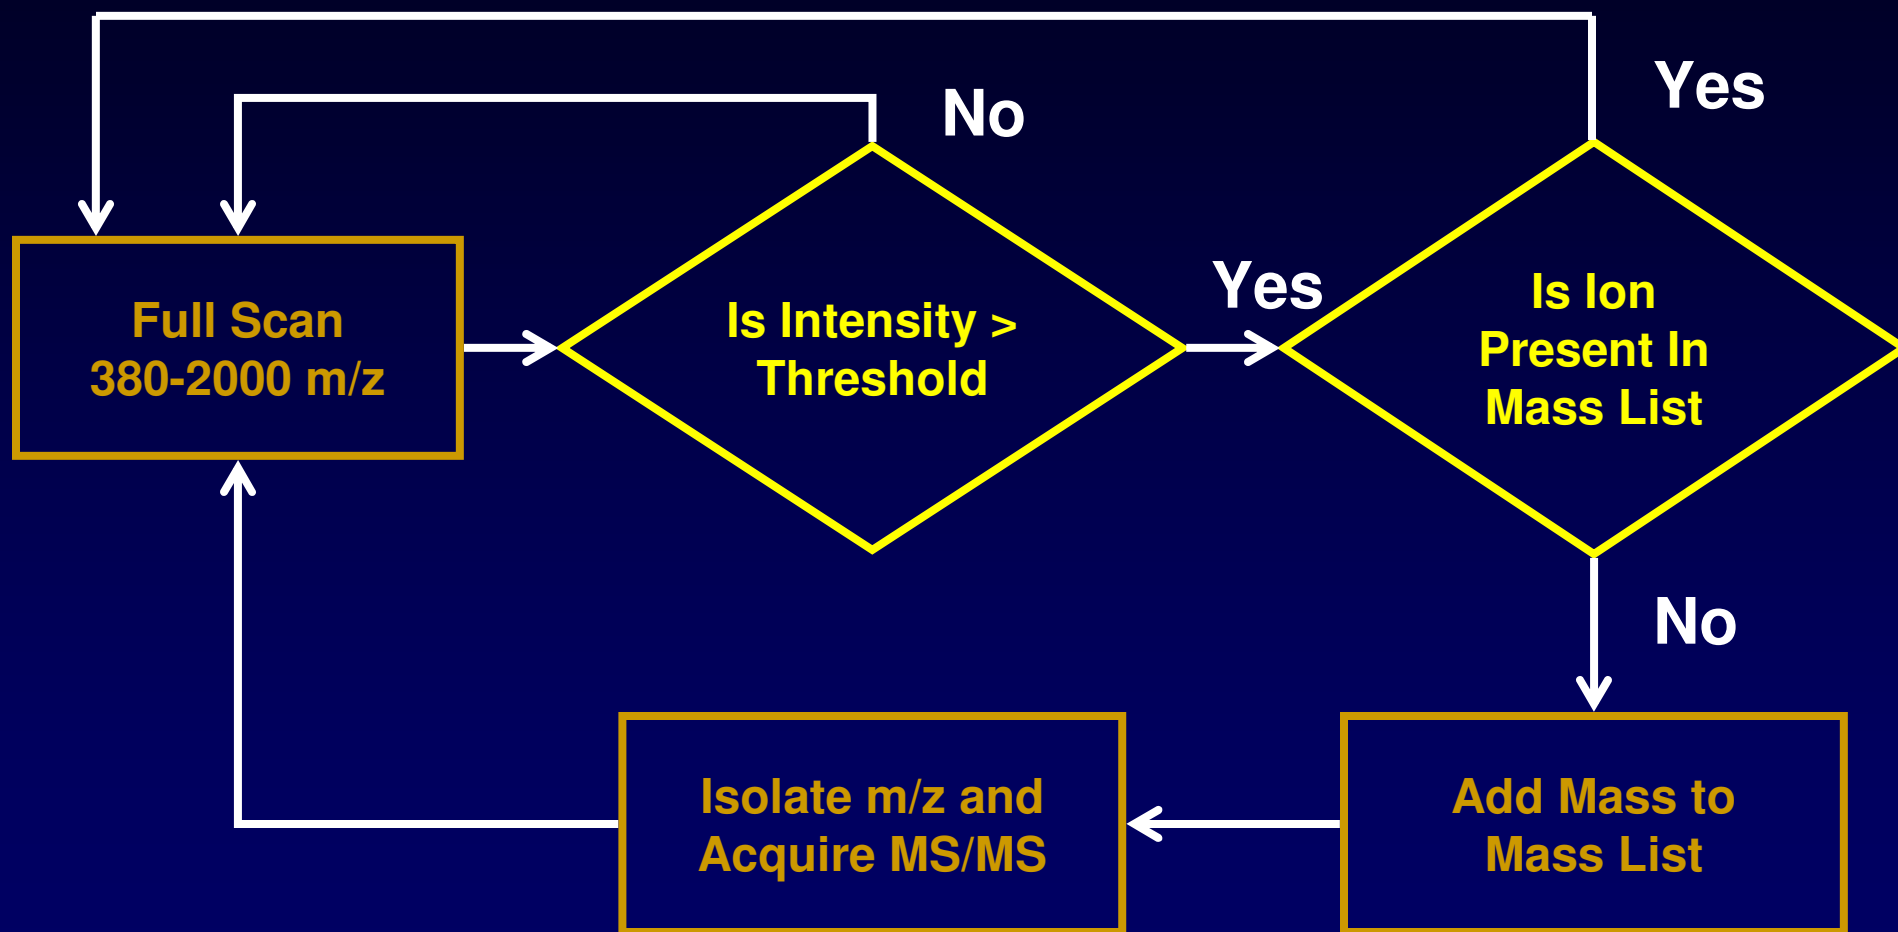 No
Yes
Full Scan
380-2000 m/z
Is Intensity >
Threshold
Yes
Is Ion
Present In
Mass List
No
Isolate m/z and
Acquire MS/MS
Add Mass to
Mass List